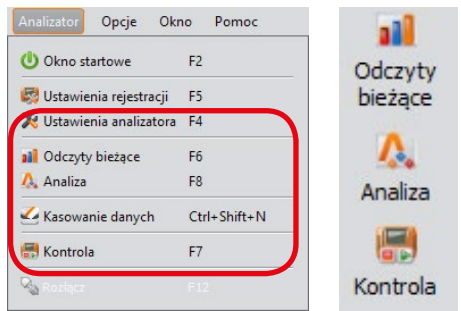 Analizator Opcje Okno Pomoc
Okno startowe F2
Ustawienia rejestracji F5
Ustawienia analizatora F4
Odczyty bieżące F6
Analiza F8
Kasowanie danych Ctrl+Shift+N
Kontrola F7
Rozłącz F12
Odczyty
bieżące
Analiza
Kontrola